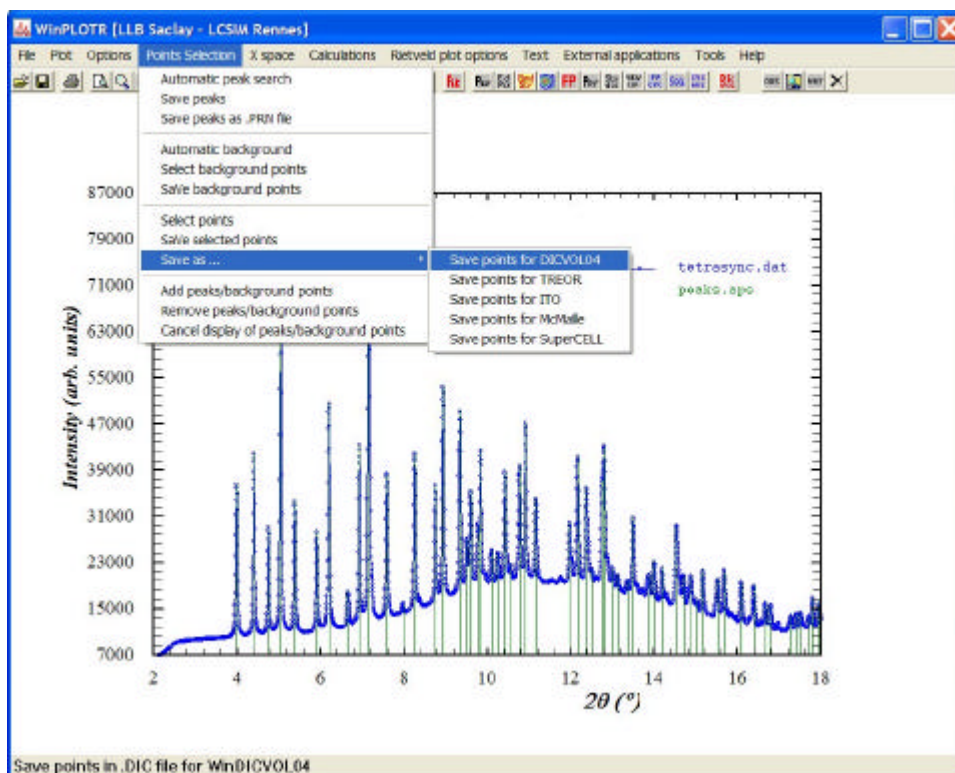 WinPLOTR [LLB Saclay - LCSIM Rennes]
File Plot Options Points Selection X space Calculations Rietveld plot options Text External applications Tools Help
Automatic peak search
Save peaks
Save peaks as .PRN file
Automatic background
Select background points
Save background points
Select points
Save selected points
Save as ...
Add peaks/background points
Remove peaks/background points
Cancel display of peaks/background points
Save points for DICVOL04
Save points for TREOR
Save points for ITO
Save points for McMaille
Save points for SuperCELL
tetrasync.dat
peaks.spc
87000
79000
71000
63000
55000
47000
39000
31000
23000
15000
7000
Intensity (arb. units)
2 4 6 8 10 12 14 16 18
2θ (°)
Save points in .DIC file for WinDICVOL04